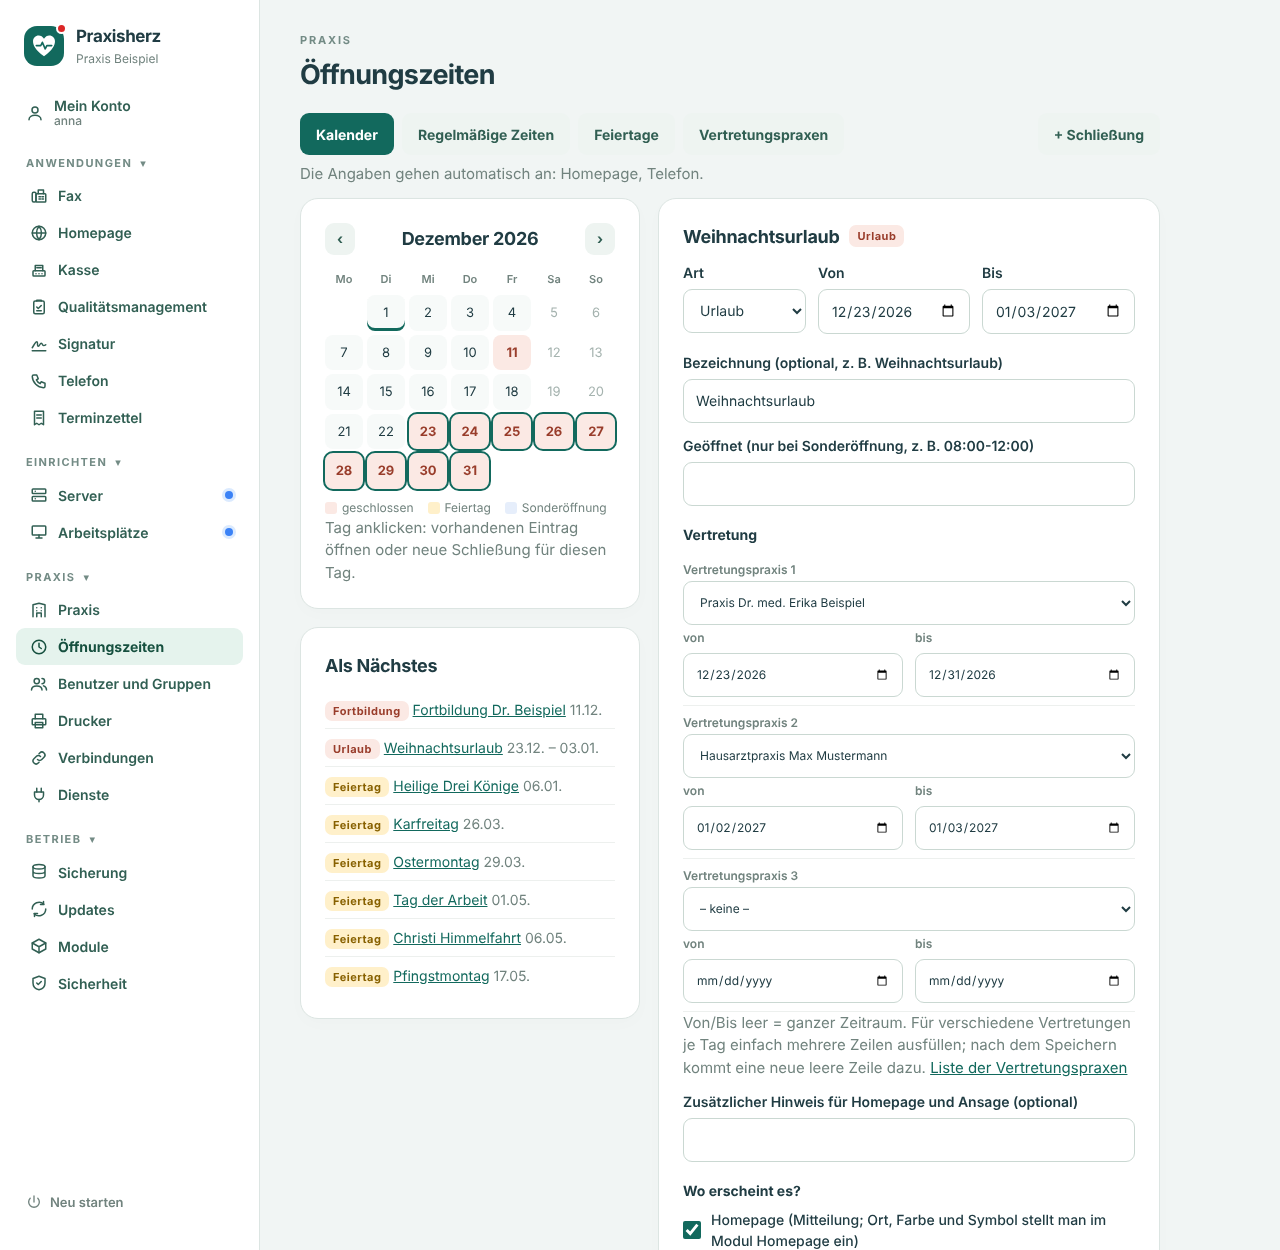 Praxisherz
Praxis Beispiel
Mein Konto
anna
ANWENDUNGEN ▾
Fax
Homepage
Kasse
Qualitätsmanagement
Signatur
Telefon
Terminzettel
EINRICHTEN ▾
Server
Arbeitsplätze
PRAXIS ▾
Praxis
Öffnungszeiten
Benutzer und Gruppen
Drucker
Verbindungen
Dienste
BETRIEB ▾
Sicherung
Updates
Module
Sicherheit
Neu starten
PRAXIS
Öffnungszeiten
Kalender Regelmäßige Zeiten Feiertage Vertretungspraxen + Schließung
Die Angaben gehen automatisch an: Homepage, Telefon.
‹ Dezember 2026 ›
Mo Di Mi Do Fr Sa So
1 2 3 4 5 6
7 8 9 10 11 12 13
14 15 16 17 18 19 20
21 22 23 24 25 26 27
28 29 30 31
geschlossen Feiertag Sonderöffnung
Tag anklicken: vorhandenen Eintrag
öffnen oder neue Schließung für diesen
Tag.
Als Nächstes
Fortbildung Fortbildung Dr. Beispiel 11.12.
Urlaub Weihnachtsurlaub 23.12. – 03.01.
Feiertag Heilige Drei Könige 06.01.
Feiertag Karfreitag 26.03.
Feiertag Ostermontag 29.03.
Feiertag Tag der Arbeit 01.05.
Feiertag Christi Himmelfahrt 06.05.
Feiertag Pfingstmontag 17.05.
Weihnachtsurlaub Urlaub
Art Von Bis
Urlaub 12/23/2026 01/03/2027
Bezeichnung (optional, z. B. Weihnachtsurlaub)
Weihnachtsurlaub
Geöffnet (nur bei Sonderöffnung, z. B. 08:00-12:00)
Vertretung
Vertretungspraxis 1
Praxis Dr. med. Erika Beispiel
von bis
12/23/2026 12/31/2026
Vertretungspraxis 2
Hausarztpraxis Max Mustermann
von bis
01/02/2027 01/03/2027
Vertretungspraxis 3
– keine –
von bis
mm/dd/yyyy mm/dd/yyyy
Von/Bis leer = ganzer Zeitraum. Für verschiedene Vertretungen
je Tag einfach mehrere Zeilen ausfüllen; nach dem Speichern
kommt eine neue leere Zeile dazu. Liste der Vertretungspraxen
Zusätzlicher Hinweis für Homepage und Ansage (optional)
Wo erscheint es?
Homepage (Mitteilung; Ort, Farbe und Symbol stellt man im
Modul Homepage ein)